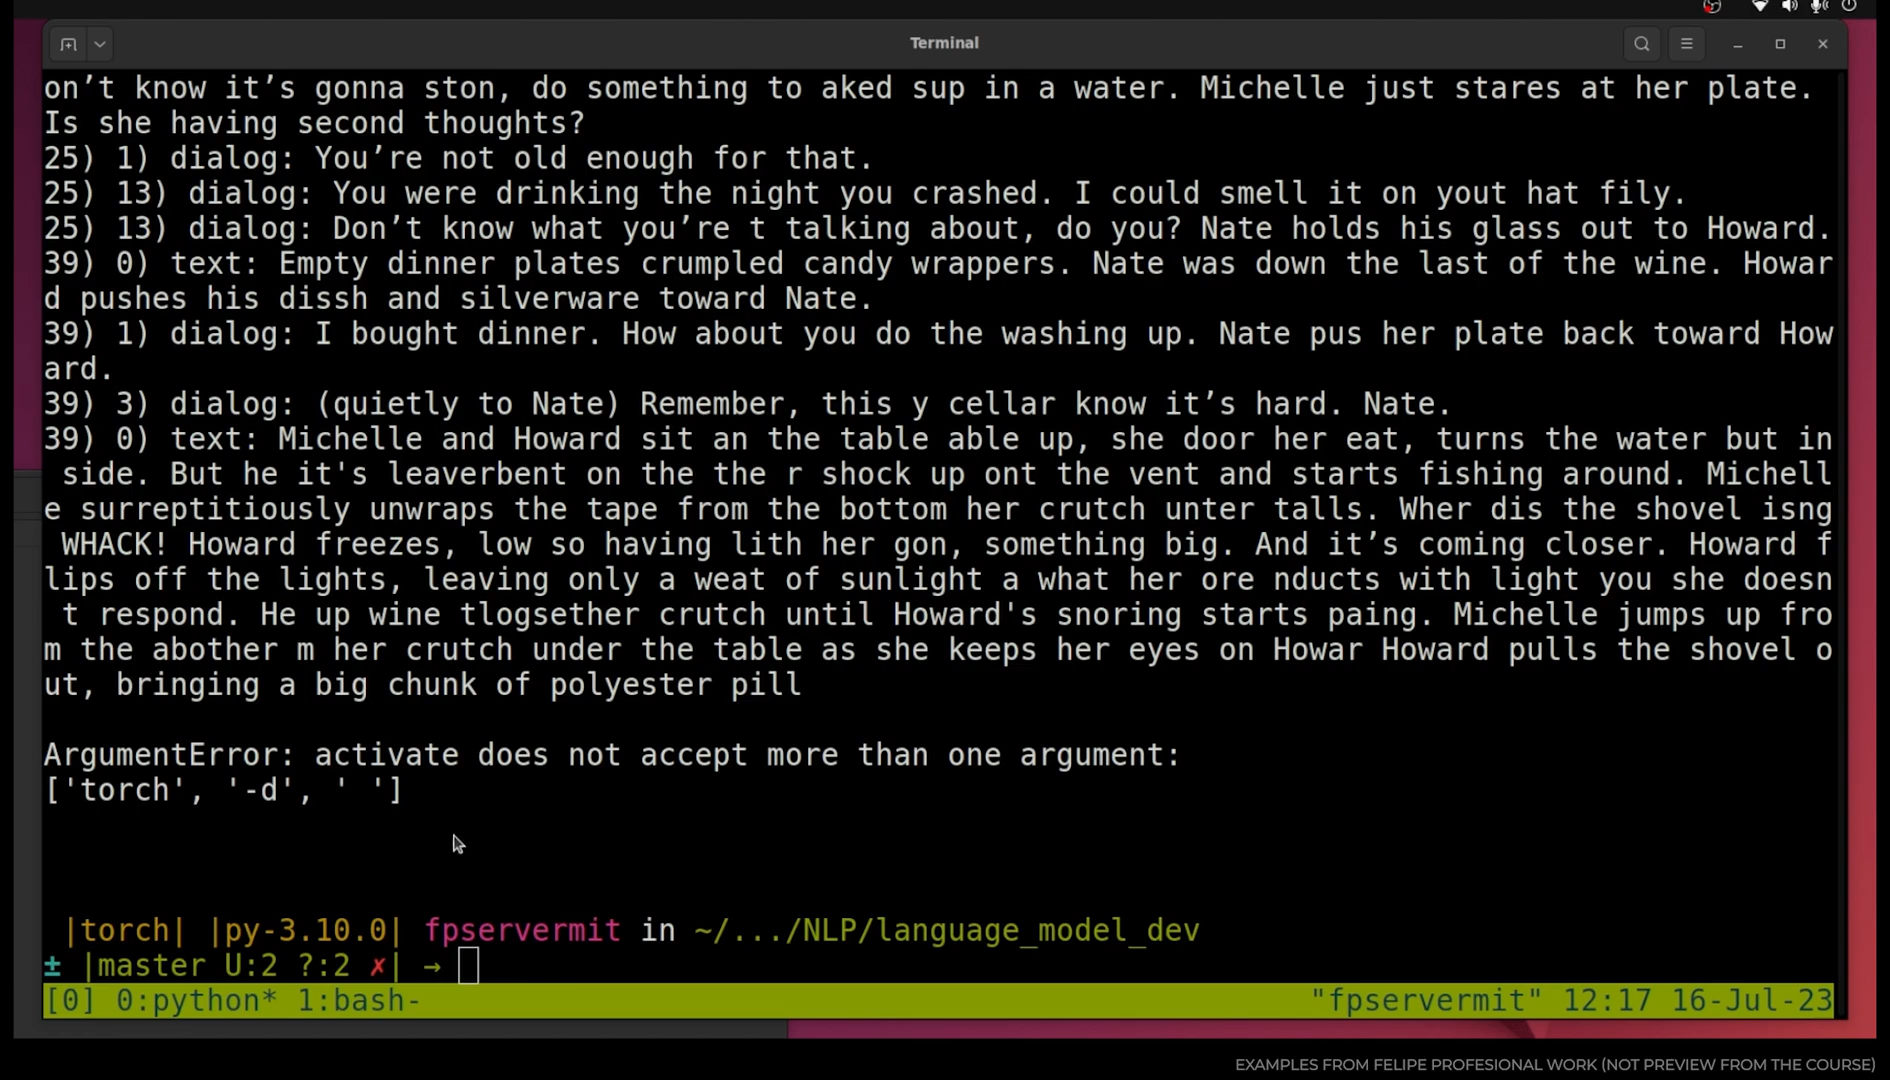 Terminal
on’t know it’s gonna ston, do something to aked sup in a water. Michelle just stares at her plate.
Is she having second thoughts?
25) 1) dialog: You’re not old enough for that.
25) 13) dialog: You were drinking the night you crashed. I could smell it on yout hat fily.
25) 13) dialog: Don’t know what you’re t talking about, do you? Nate holds his glass out to Howard.
39) 0) text: Empty dinner plates crumpled candy wrappers. Nate was down the last of the wine. Howar
d pushes his dissh and silverware toward Nate.
39) 1) dialog: I bought dinner. How about you do the washing up. Nate pus her plate back toward How
ard.
39) 3) dialog: (quietly to Nate) Remember, this y cellar know it’s hard. Nate.
39) 0) text: Michelle and Howard sit an the table able up, she door her eat, turns the water but in
side. But he it's leaverbent on the the r shock up ont the vent and starts fishing around. Michell
e surreptitiously unwraps the tape from the bottom her crutch unter talls. Wher dis the shovel isng
WHACK! Howard freezes, low so having lith her gon, something big. And it’s coming closer. Howard f
lips off the lights, leaving only a weat of sunlight a what her ore nducts with light you she doesn
t respond. He up wine tlogsether crutch until Howard's snoring starts paing. Michelle jumps up fro
m the abother m her crutch under the table as she keeps her eyes on Howar Howard pulls the shovel o
ut, bringing a big chunk of polyester pill
ArgumentError: activate does not accept more than one argument:
['torch', '-d', ' ']
|torch| |py-3.10.0| fpservermit in ~/.../NLP/language_model_dev
± |master U:2 ?:2 ✗| →
[0] 0:python* 1:bash- "fpservermit" 12:17 16-Jul-23
EXAMPLES FROM FELIPE PROFESIONAL WORK (NOT PREVIEW FROM THE COURSE)